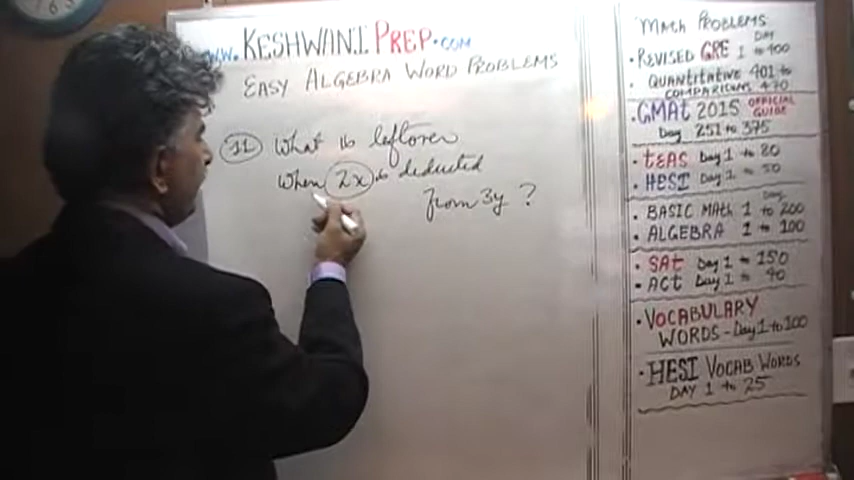 www.KESHWANI PREP.COM
EASY ALGEBRA WORD PROBLEMS
11 What is leftover
When 2x is deducted
from 3y ?
MATH PROBLEMS
DAY
• REVISED GRE 1 to 400
• QUANTITATIVE 401 to
COMPARISONS 470
• GMAT 2015 OFFICIAL GUIDE
Day 251 to 375
• TEAS Day 1 to 80
• HESI Day 1 to 50
• BASIC MATH 1 to 200
• ALGEBRA 1 to 100
• SAT Day 1 to 150
• ACT Day 1 to 40
• VOCABULARY
WORDS - Day 1 to 100
• HESI VOCAB WORDS
DAY 1 to 25